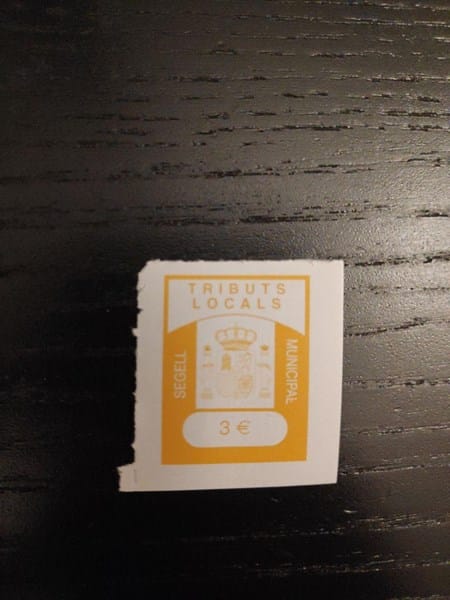 TRIBUTS
LOCALS
SEGELL
MUNICIPAL
3 €